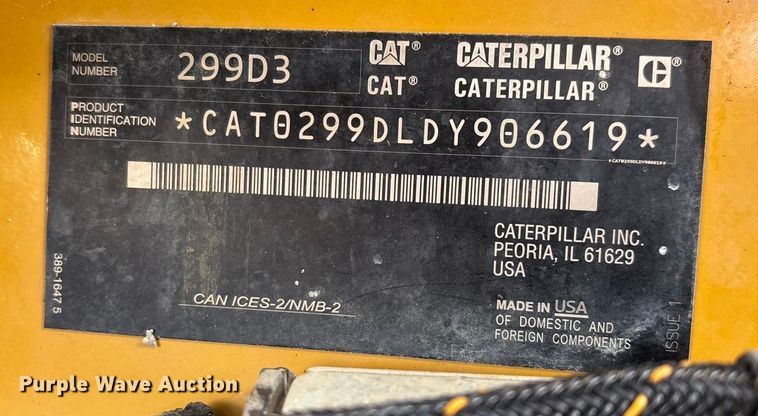 MODEL NUMBER 299D3 CAT® CATERPILLAR® C
CAT® CATERPILLAR®
PRODUCT IDENTIFICATION NUMBER *CAT0299DLDY906619*
*CAT0299DLDY906619*
CATERPILLAR INC.
PEORIA, IL 61629
USA
CAN ICES-2/NMB-2
MADE IN USA
OF DOMESTIC AND
FOREIGN COMPONENTS
389-1647 5
ISSUE 1
Purple Wave Auction